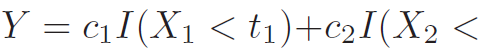 Y = c₁I(X₁ < t₁)+c₂I(X₂ <